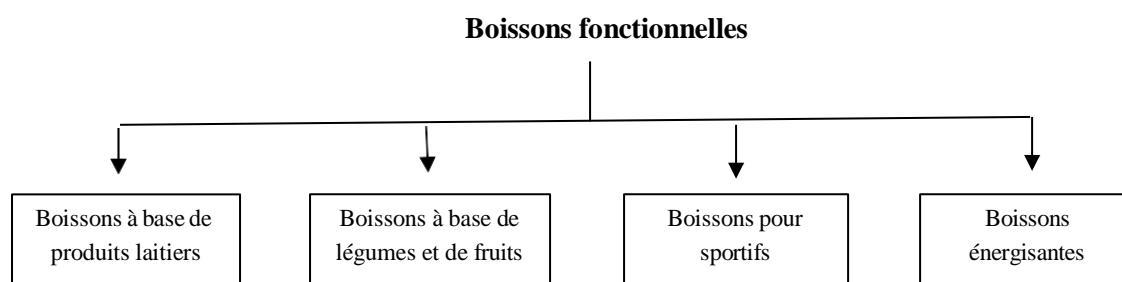 Boissons fonctionnelles
Boissons à base de
produits laitiers
Boissons à base de
légumes et de fruits
Boissons pour
sportifs
Boissons
énergisantes